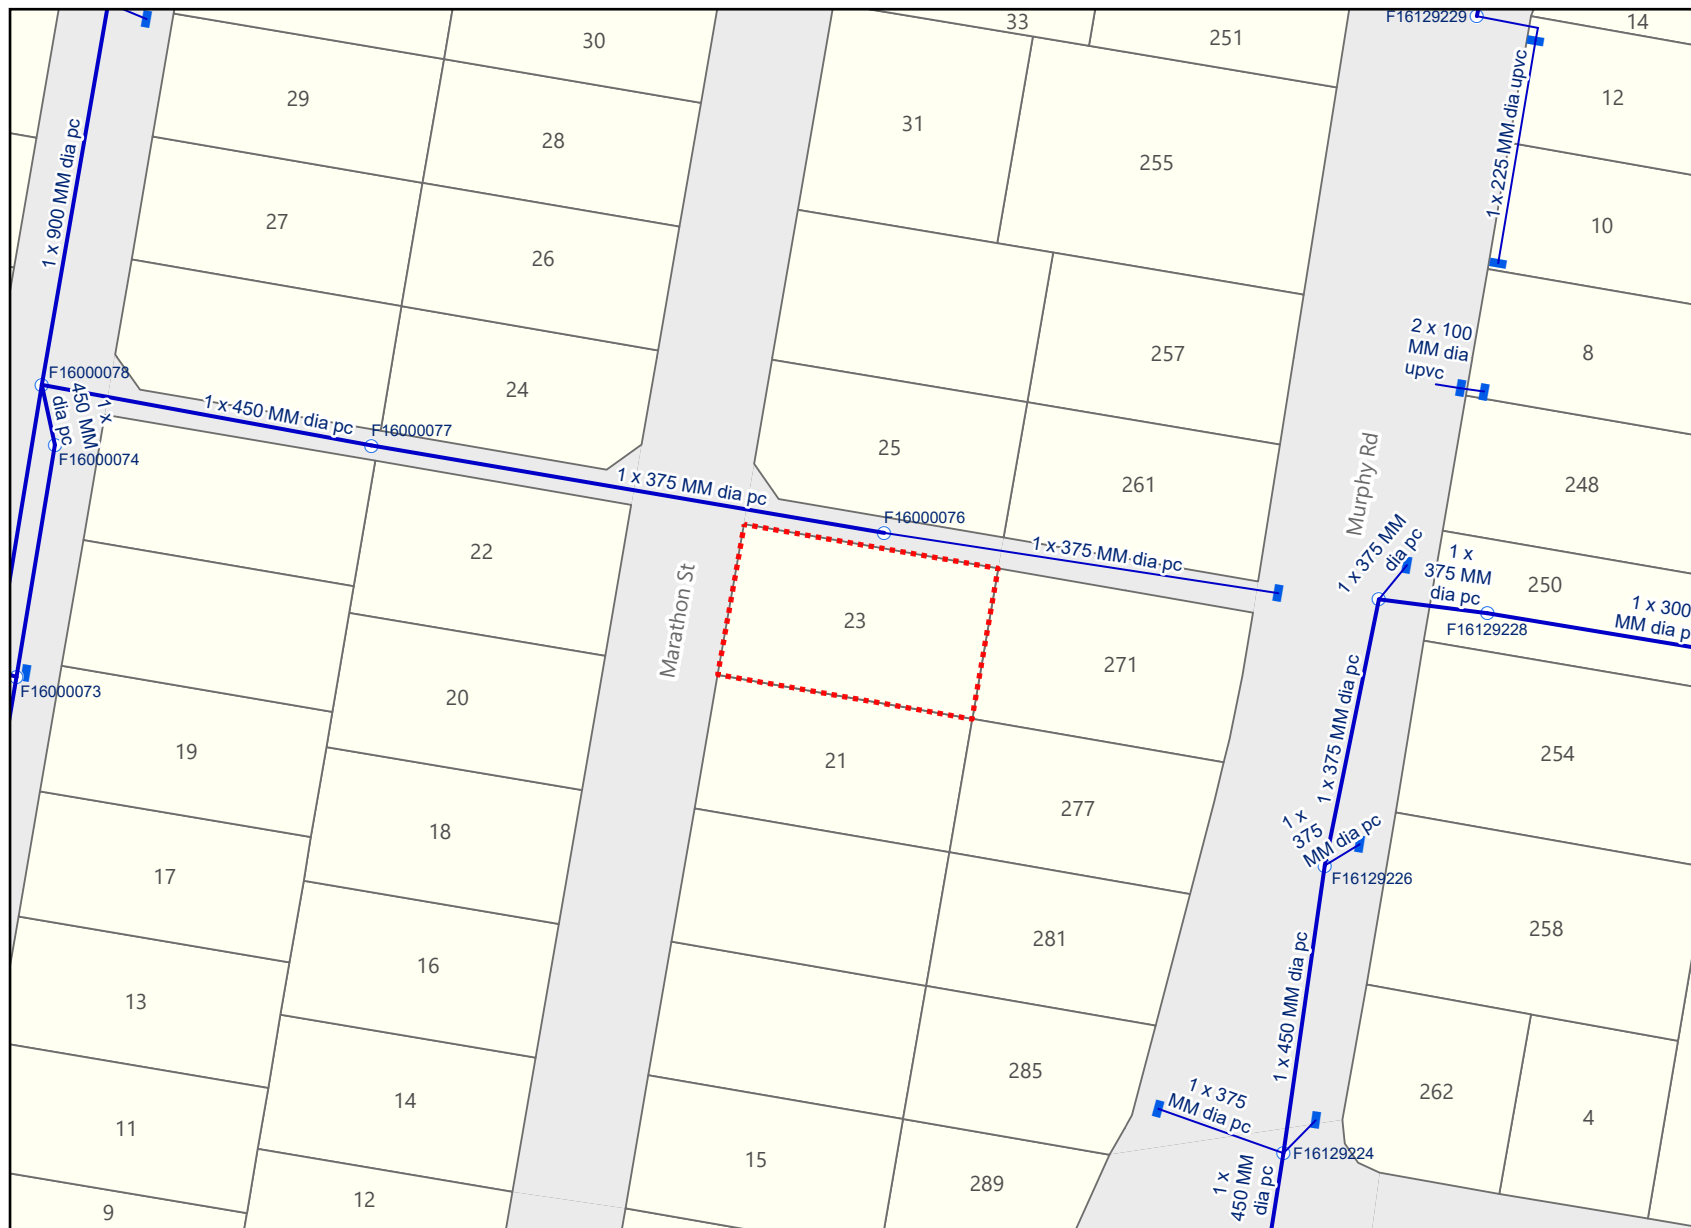 33
251
F16129229
14
30
29
28
31
255
12
1 x 225 MM dia upvc
1 x 900 MM dia pc
27
26
10
257
2 x 100
MM dia
upvc
8
F16000078
24
1 x
450 MM
dia pc
1 x 450 MM dia pc
F16000077
F16000074
25
261
248
Murphy Rd
1 x 375 MM dia pc
F16000076
1 x 375 MM dia pc
1 x 375 MM
dia pc
1 x
375 MM
dia pc
250
1 x 300
MM dia p
F16129228
22
Marathon St
23
271
20
F16000073
19
21
254
1 x 375 MM dia pc
277
18
1 x
375
MM dia pc
F16129226
17
258
281
16
13
1 x 450 MM dia pc
285
262
4
14
11
1 x 375
MM dia pc
F16129224
15
289
1 x
450 MM
dia pc
12
9